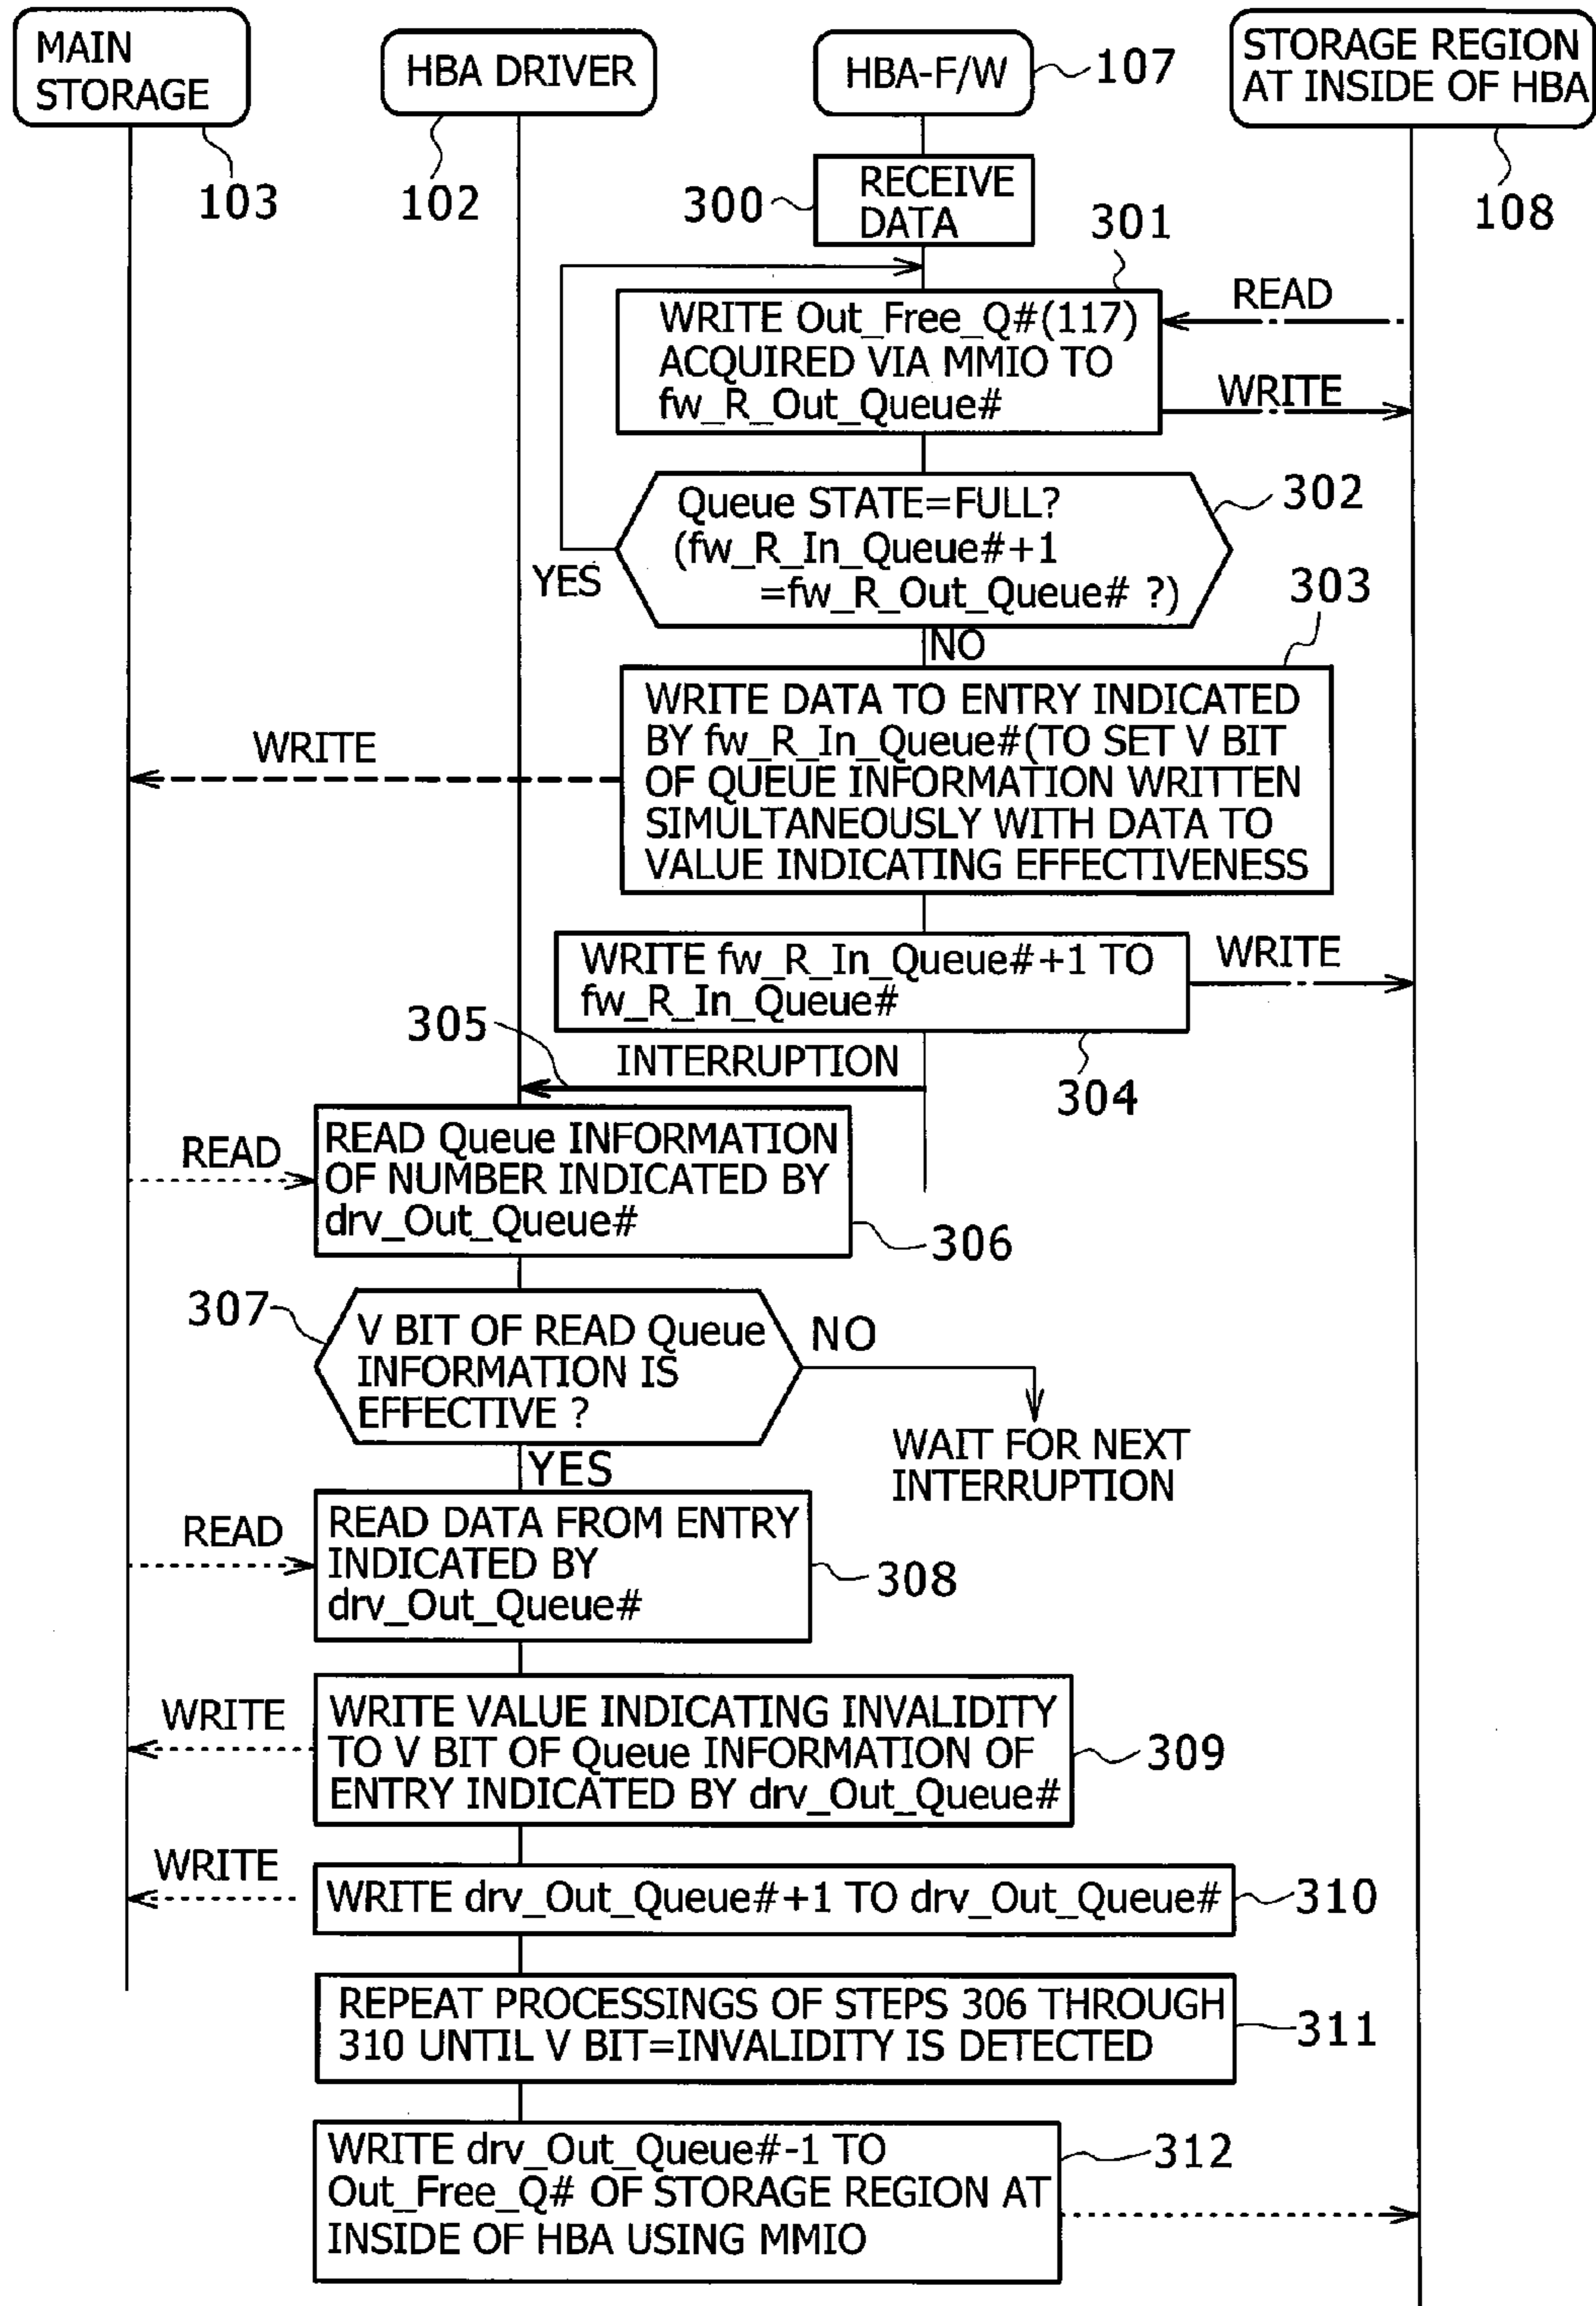 MAIN
STORAGE
HBA DRIVER
HBA-F/W
107
STORAGE REGION
AT INSIDE OF HBA
103
102
108
300
RECEIVE
DATA
301
WRITE Out_Free_Q#(117)
ACQUIRED VIA MMIO TO
fw_R_Out_Queue#
READ
WRITE
302
Queue STATE=FULL?
(fw_R_In_Queue#+1
=fw_R_Out_Queue# ?)
YES
NO
303
WRITE DATA TO ENTRY INDICATED
BY fw_R_In_Queue#(TO SET V BIT
OF QUEUE INFORMATION WRITTEN
SIMULTANEOUSLY WITH DATA TO
VALUE INDICATING EFFECTIVENESS
WRITE
WRITE fw_R_In_Queue#+1 TO
fw_R_In_Queue#
WRITE
304
305
INTERRUPTION
READ
READ Queue INFORMATION
OF NUMBER INDICATED BY
drv_Out_Queue#
306
307
V BIT OF READ Queue
INFORMATION IS
EFFECTIVE ?
NO
WAIT FOR NEXT
INTERRUPTION
YES
READ
READ DATA FROM ENTRY
INDICATED BY
drv_Out_Queue#
308
WRITE
WRITE VALUE INDICATING INVALIDITY
TO V BIT OF Queue INFORMATION OF
ENTRY INDICATED BY drv_Out_Queue#
309
WRITE
WRITE drv_Out_Queue#+1 TO drv_Out_Queue#
310
REPEAT PROCESSINGS OF STEPS 306 THROUGH
310 UNTIL V BIT=INVALIDITY IS DETECTED
311
WRITE drv_Out_Queue#-1 TO
Out_Free_Q# OF STORAGE REGION AT
INSIDE OF HBA USING MMIO
312